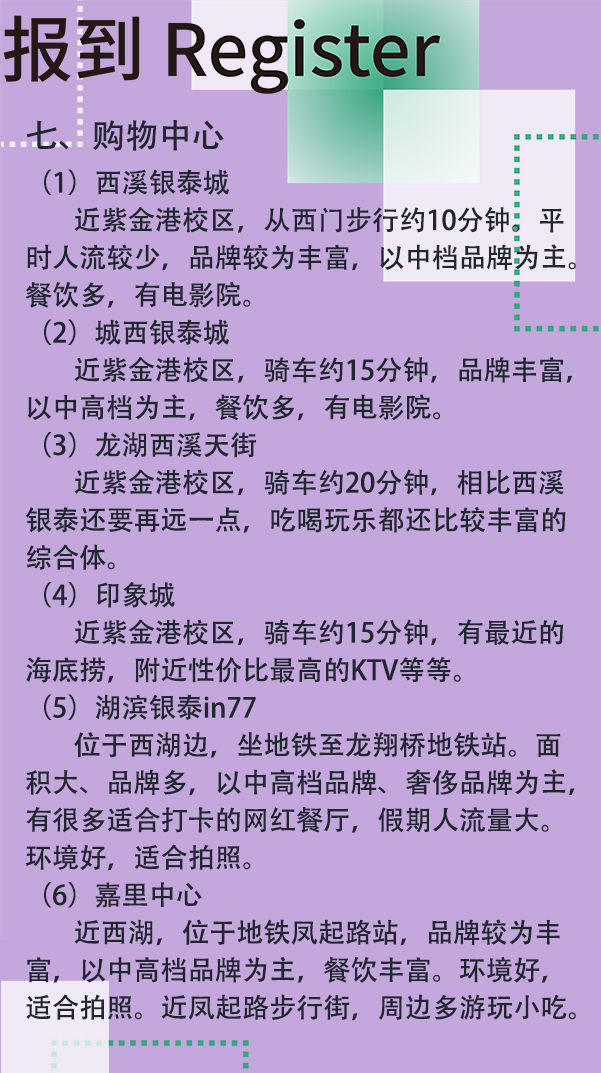 报到 Register
七、购物中心
（1）西溪银泰城
近紫金港校区，从西门步行约10分钟。平
时人流较少，品牌较为丰富，以中档品牌为主。
餐饮多，有电影院。
（2）城西银泰城
近紫金港校区，骑车约15分钟，品牌丰富，
以中高档为主，餐饮多，有电影院。
（3）龙湖西溪天街
近紫金港校区，骑车约20分钟，相比西溪
银泰还要再远一点，吃喝玩乐都还比较丰富的
综合体。
（4）印象城
近紫金港校区，骑车约15分钟，有最近的
海底捞，附近性价比最高的KTV等等。
（5）湖滨银泰in77
位于西湖边，坐地铁至龙翔桥地铁站。面
积大、品牌多，以中高档品牌、奢侈品牌为主，
有很多适合打卡的网红餐厅，假期人流量大。
环境好，适合拍照。
（6）嘉里中心
近西湖，位于地铁凤起路站，品牌较为丰
富，以中高档品牌为主，餐饮丰富。环境好，
适合拍照。近凤起路步行街，周边多游玩小吃。